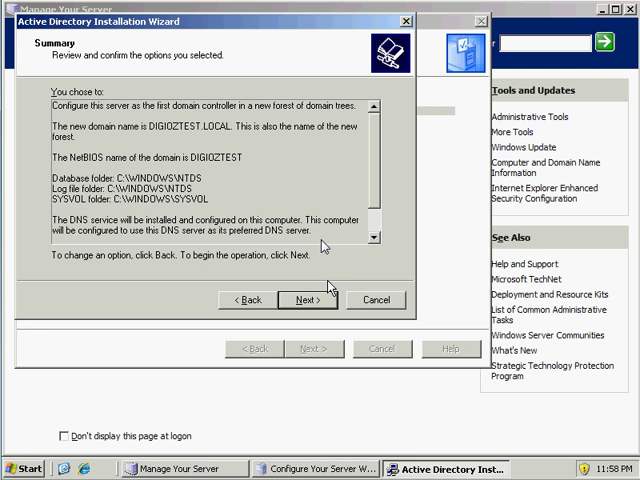 Manage Your Server
Active Directory Installation Wizard
Summary
Review and confirm the options you selected.
You chose to:
Configure this server as the first domain controller in a new forest of domain trees.
The new domain name is DIGIOZTEST.LOCAL. This is also the name of the new
forest.
The NetBIOS name of the domain is DIGIOZTEST
Database folder: C:\WINDOWS\NTDS
Log file folder: C:\WINDOWS\NTDS
SYSVOL folder: C:\WINDOWS\SYSVOL
The DNS service will be installed and configured on this computer. This computer
will be configured to use this DNS server as its preferred DNS server.
To change an option, click Back. To begin the operation, click Next.
< Back
Next >
Cancel
< Back
Next >
Cancel
Help
Don't display this page at logon
r
Tools and Updates
Administrative Tools
More Tools
Windows Update
Computer and Domain Name
Information
Internet Explorer Enhanced
Security Configuration
See Also
Help and Support
Microsoft TechNet
Deployment and Resource Kits
List of Common Administrative
Tasks
Windows Server Communities
What's New
Strategic Technology Protection
Program
Start
Manage Your Server
Configure Your Server W...
Active Directory Inst...
11:58 PM